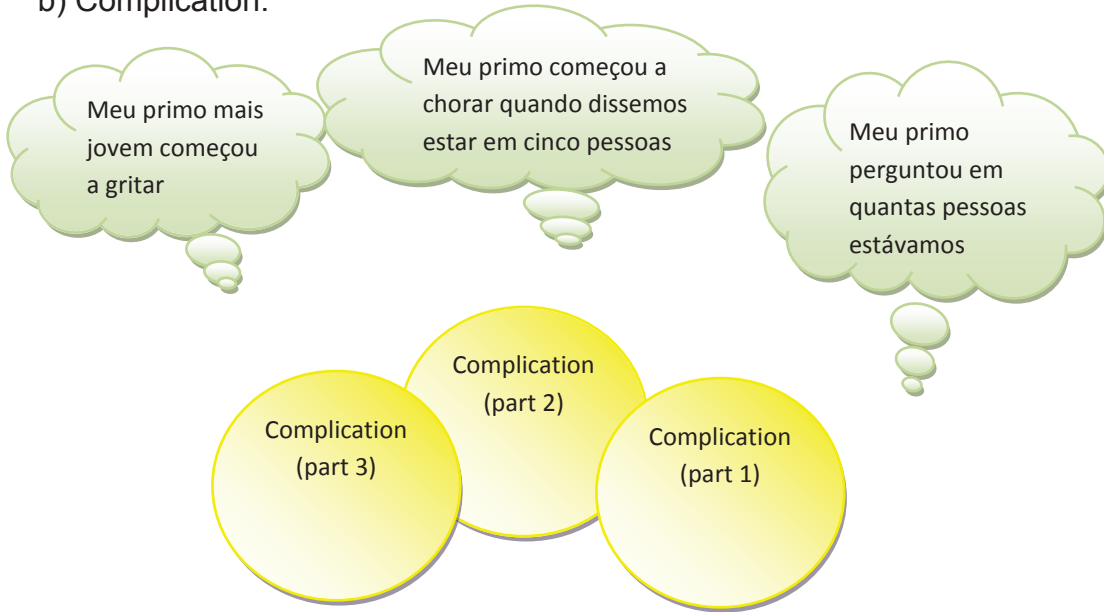 b) Complication:
Meu primo mais
jovem começou
a gritar
Meu primo começou a
chorar quando dissemos
estar em cinco pessoas
Meu primo
perguntou em
quantas pessoas
estávamos
Complication
(part 3)
Complication
(part 2)
Complication
(part 1)